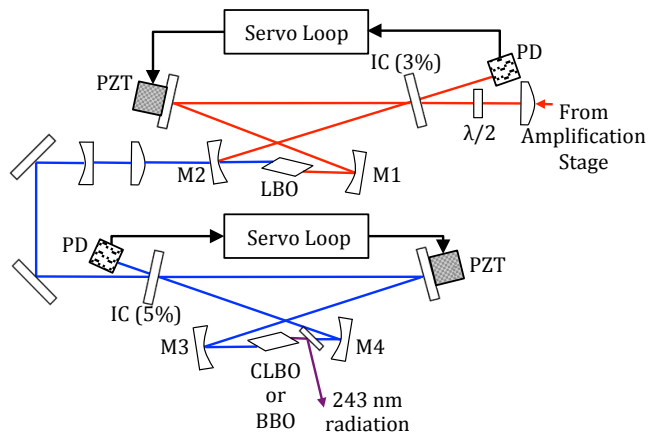 Servo Loop
PD
IC (3%)
PZT
λ/2
From
Amplification
Stage
M2
LBO
M1
PD
Servo Loop
PZT
IC (5%)
M3
M4
CLBO
or
BBO
243 nm
radiation